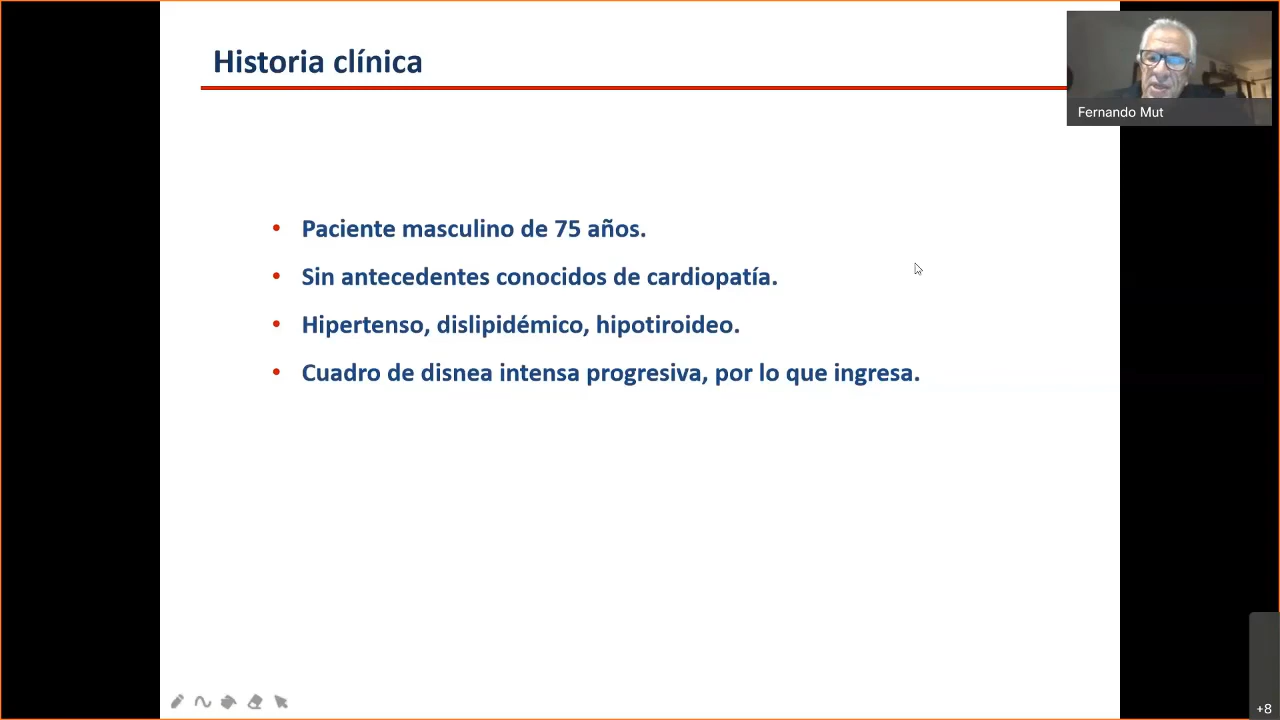 Historia clínica
Fernando Mut
• Paciente masculino de 75 años.
• Sin antecedentes conocidos de cardiopatía.
• Hipertenso, dislipidémico, hipotiroideo.
• Cuadro de disnea intensa progresiva, por lo que ingresa.
+8